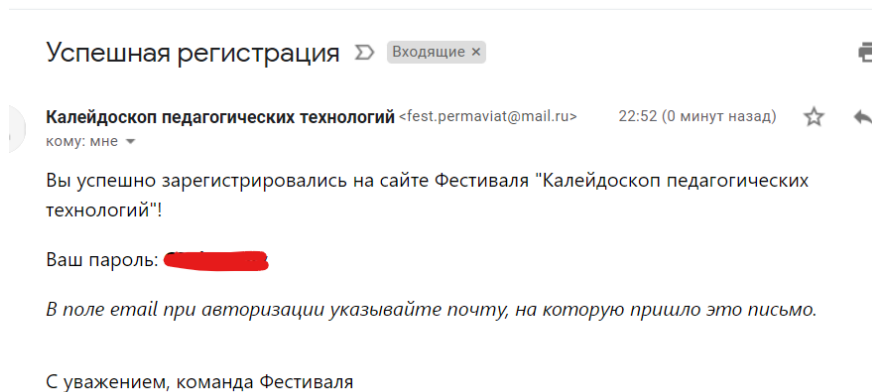 Успешная регистрация Входящие ×
Калейдоскоп педагогических технологий <fest.permaviat@mail.ru> 22:52 (0 минут назад)
кому: мне
Вы успешно зарегистрировались на сайте Фестиваля "Калейдоскоп педагогических
технологий"!
Ваш пароль:
В поле email при авторизации указывайте почту, на которую пришло это письмо.
С уважением, команда Фестиваля